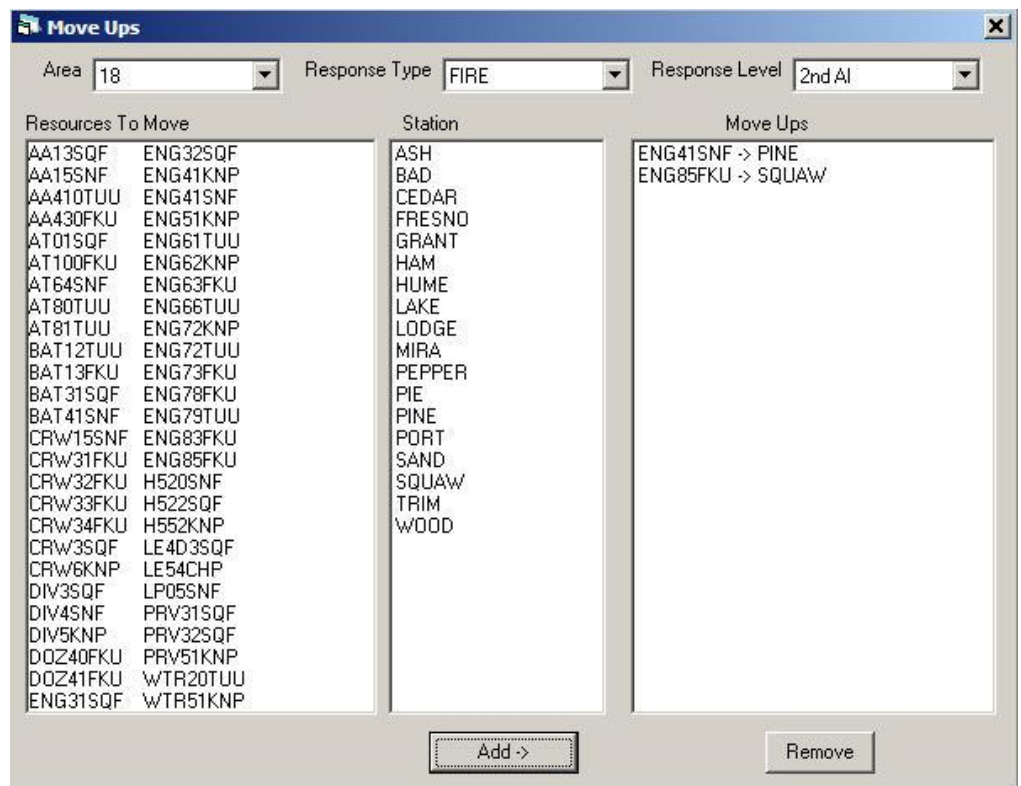 Move Ups
Area 18 Response Type FIRE Response Level 2nd AI
Resources To Move Station Move Ups
AA13SQF ENG32SQF ASH ENG41SNF -> PINE
AA15SNF ENG41KNP BAD ENG85FKU -> SQUAW
AA410TUU ENG41SNF CEDAR
AA430FKU ENG51KNP FRESNO
AT01SQF ENG61TUU GRANT
AT100FKU ENG62KNP HAM
AT64SNF ENG63FKU HUME
AT80TUU ENG66TUU LAKE
AT81TUU ENG72KNP LODGE
BAT12TUU ENG72TUU MIRA
BAT13FKU ENG73FKU PEPPER
BAT31SQF ENG78FKU PIE
BAT41SNF ENG79TUU PINE
CRW15SNF ENG83FKU PORT
CRW31FKU ENG85FKU SAND
CRW32FKU H520SNF SQUAW
CRW33FKU H522SQF TRIM
CRW34FKU H552KNP WOOD
CRW3SQF LE4D3SQF
CRW6KNP LE54CHP
DIV3SQF LP05SNF
DIV4SNF PRV31SQF
DIV5KNP PRV32SQF
DOZ40FKU PRV51KNP
DOZ41FKU WTR20TUU
ENG31SQF WTR51KNP
Add -> Remove